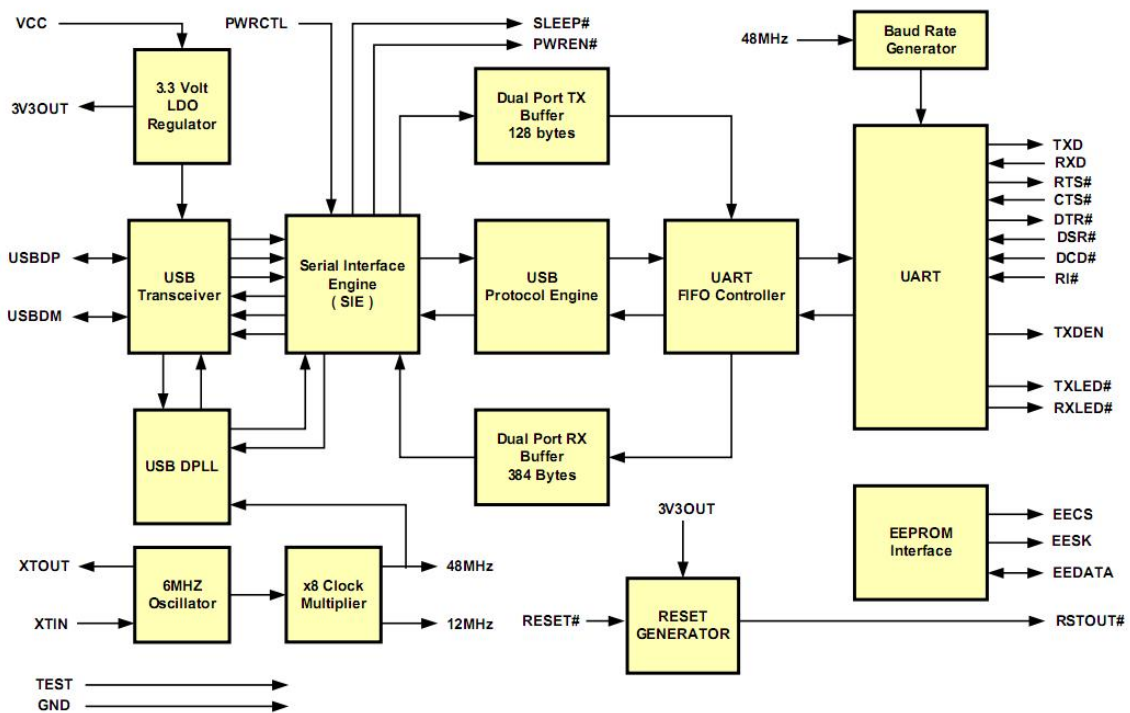 VCC
PWRCTL
SLEEP#
PWREN#
48MHz
Baud Rate
Generator
3.3 Volt
LDO
Regulator
3V3OUT
Dual Port TX
Buffer
128 bytes
TXD
RXD
RTS#
CTS#
DTR#
DSR#
DCD#
RI#
TXDEN
TXLED#
RXLED#
USBDP
USBDM
USB
Transceiver
Serial Interface
Engine
( SIE )
USB
Protocol Engine
UART
FIFO Controller
UART
USB DPLL
Dual Port RX
Buffer
384 Bytes
3V3OUT
EEPROM
Interface
EECS
EESK
EEDATA
XTOUT
XTIN
6MHZ
Oscillator
x8 Clock
Multiplier
48MHz
12MHz
RESET#
RESET
GENERATOR
RSTOUT#
TEST
GND